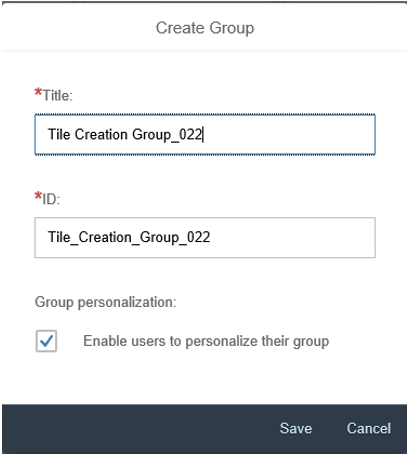 Create Group
*Title:
Tile Creation Group_022
*ID:
Tile_Creation_Group_022
Group personalization:
Enable users to personalize their group
Save Cancel